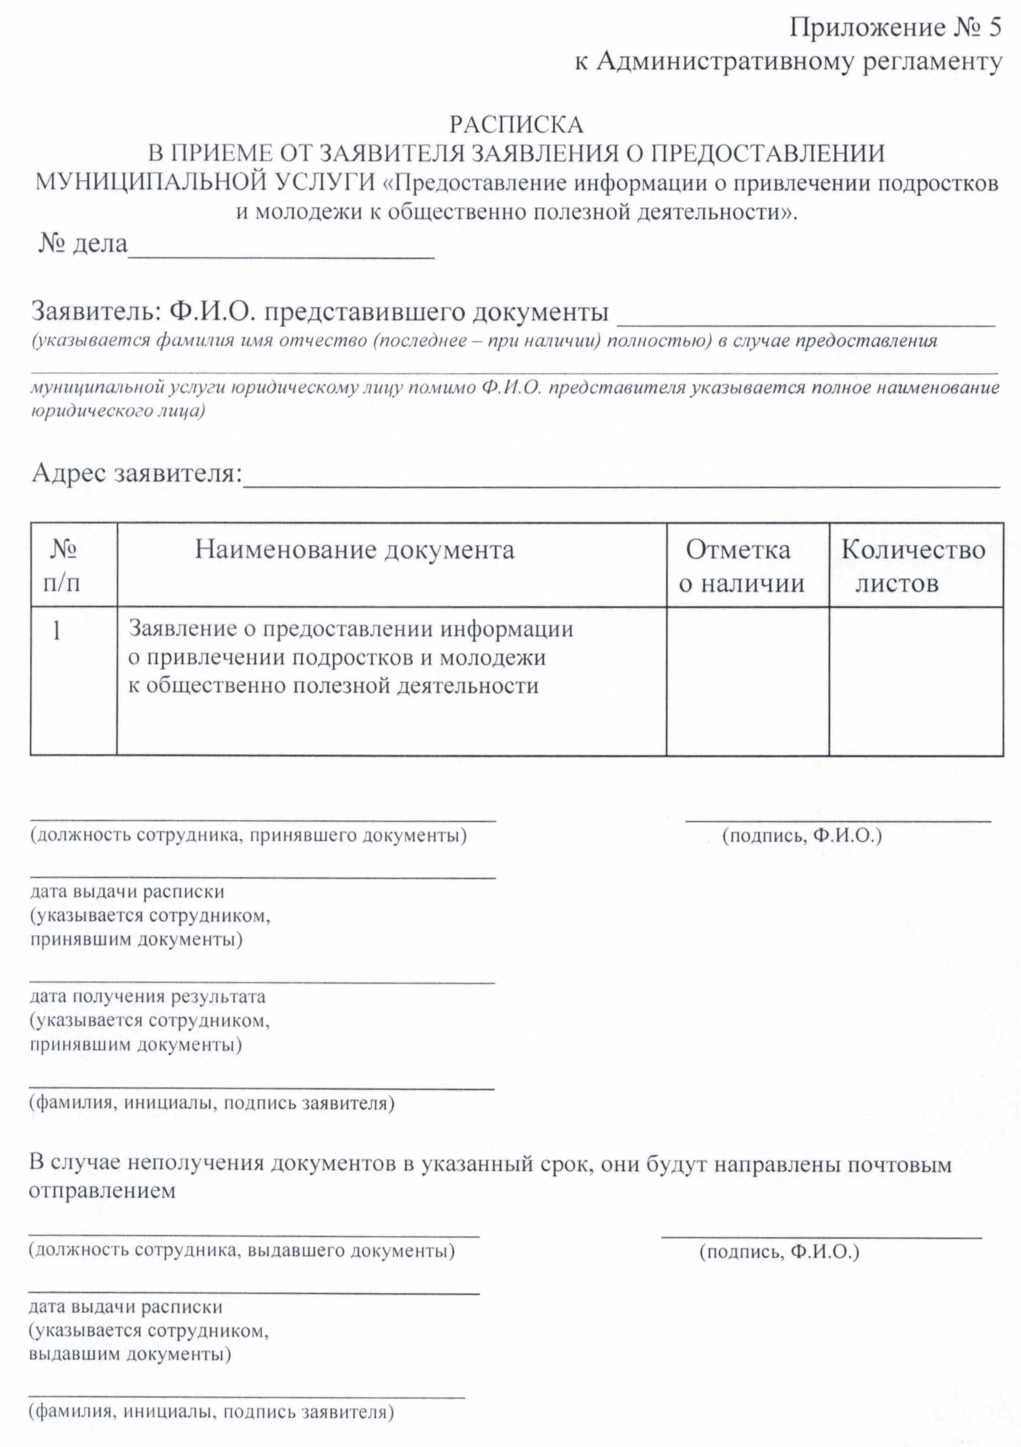 Приложение № 5
к Административному регламенту
РАСПИСКА
В ПРИЕМЕ ОТ ЗАЯВИТЕЛЯ ЗАЯВЛЕНИЯ О ПРЕДОСТАВЛЕНИИ
МУНИЦИПАЛЬНОЙ УСЛУГИ «Предоставление информации о привлечении подростков
и молодежи к общественно полезной деятельности».
№ дела
Заявитель: Ф.И.О. представившего документы
(указывается фамилия имя отчество (последнее – при наличии) полностью) в случае предоставления
муниципальной услуги юридическому лицу помимо Ф.И.О. представителя указывается полное наименование
юридического лица)
Адрес заявителя:
№ Наименование документа Отметка Количество
п/п о наличии листов
1 Заявление о предоставлении информации
о привлечении подростков и молодежи
к общественно полезной деятельности
(должность сотрудника, принявшего документы) (подпись, Ф.И.О.)
дата выдачи расписки
(указывается сотрудником,
принявшим документы)
дата получения результата
(указывается сотрудником,
принявшим документы)
(фамилия, инициалы, подпись заявителя)
В случае неполучения документов в указанный срок, они будут направлены почтовым
отправлением
(должность сотрудника, выдавшего документы) (подпись, Ф.И.О.)
дата выдачи расписки
(указывается сотрудником,
выдавшим документы)
(фамилия, инициалы, подпись заявителя)